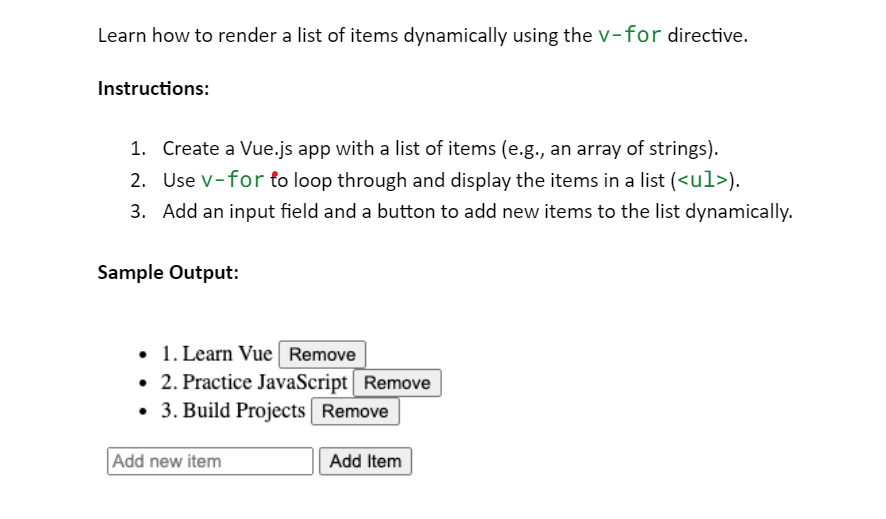 Learn how to render a list of items dynamically using the v-for directive.
Instructions:
1. Create a Vue.js app with a list of items (e.g., an array of strings).
2. Use v-for to loop through and display the items in a list (<ul>).
3. Add an input field and a button to add new items to the list dynamically.
Sample Output:
• 1. Learn Vue Remove
• 2. Practice JavaScript Remove
• 3. Build Projects Remove
Add new item Add Item